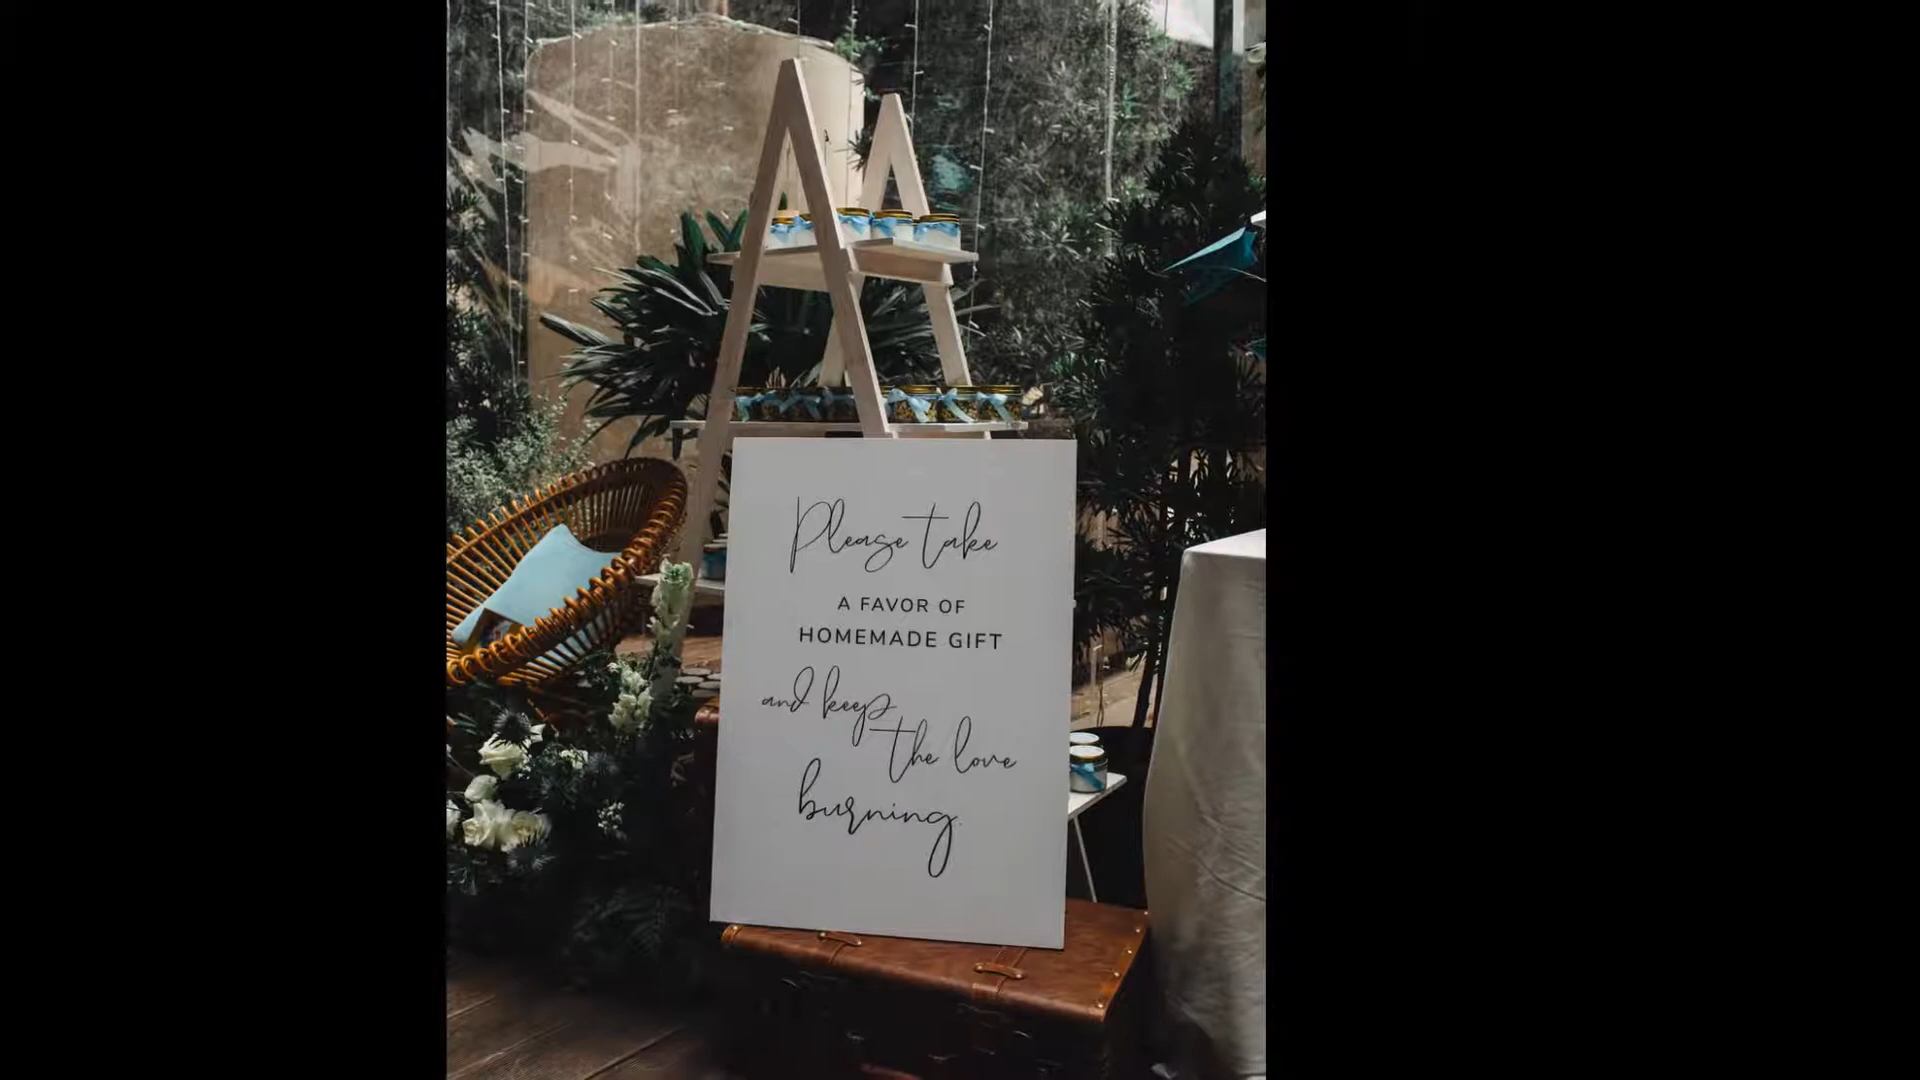 Please take
A FAVOR OF
HOMEMADE GIFT
and keep
the love
burning.